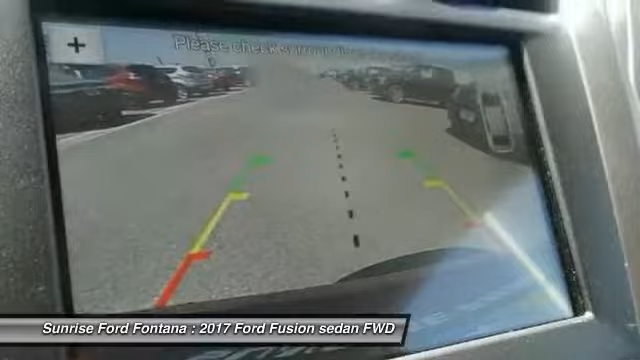 +
Please check surroundings
Sunrise Ford Fontana : 2017 Ford Fusion sedan FWD